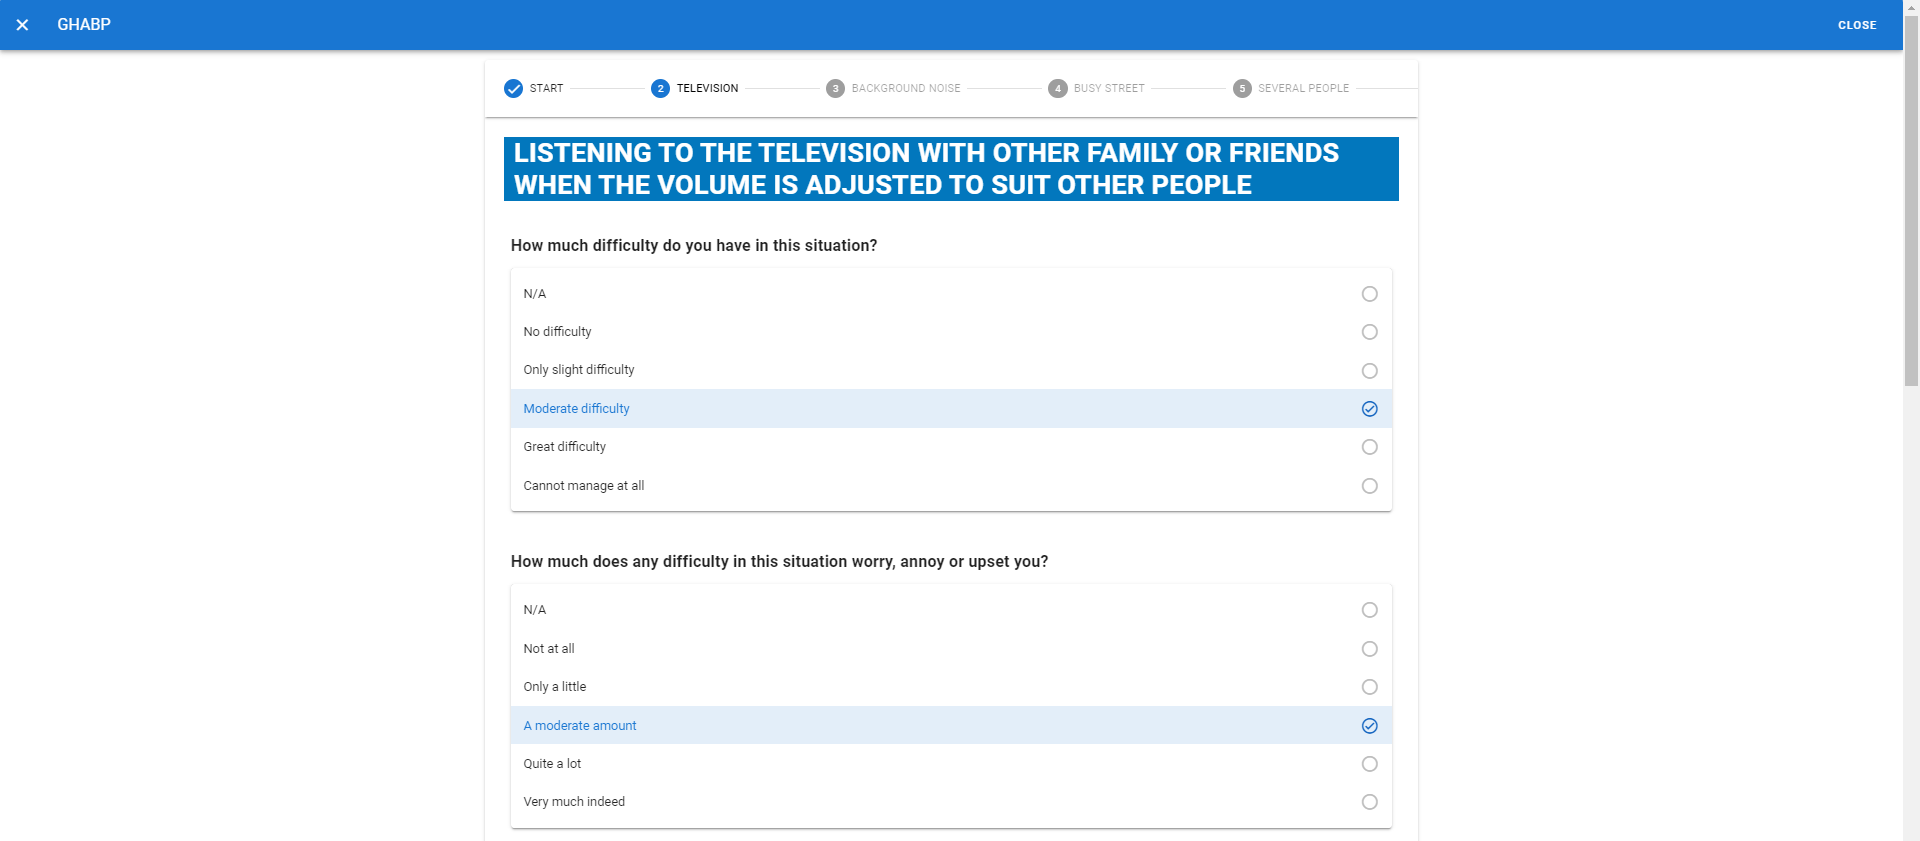 GHABP
CLOSE
START
2 TELEVISION
3 BACKGROUND NOISE
4 BUSY STREET
5 SEVERAL PEOPLE
LISTENING TO THE TELEVISION WITH OTHER FAMILY OR FRIENDS
WHEN THE VOLUME IS ADJUSTED TO SUIT OTHER PEOPLE
How much difficulty do you have in this situation?
N/A
No difficulty
Only slight difficulty
Moderate difficulty
Great difficulty
Cannot manage at all
How much does any difficulty in this situation worry, annoy or upset you?
N/A
Not at all
Only a little
A moderate amount
Quite a lot
Very much indeed